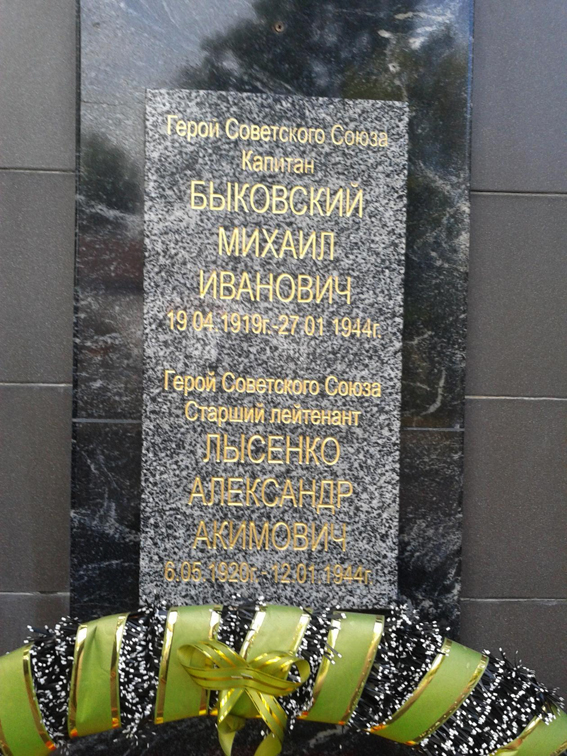 Герой Советского Союза
Капитан
БЫКОВСКИЙ
МИХАИЛ
ИВАНОВИЧ
19.04.1919г.-27.01.1944г.
Герой Советского Союза
Старший лейтенант
ЛЫСЕНКО
АЛЕКСАНДР
АКИМОВИЧ
6.05.1920г.-12.01.1944г.